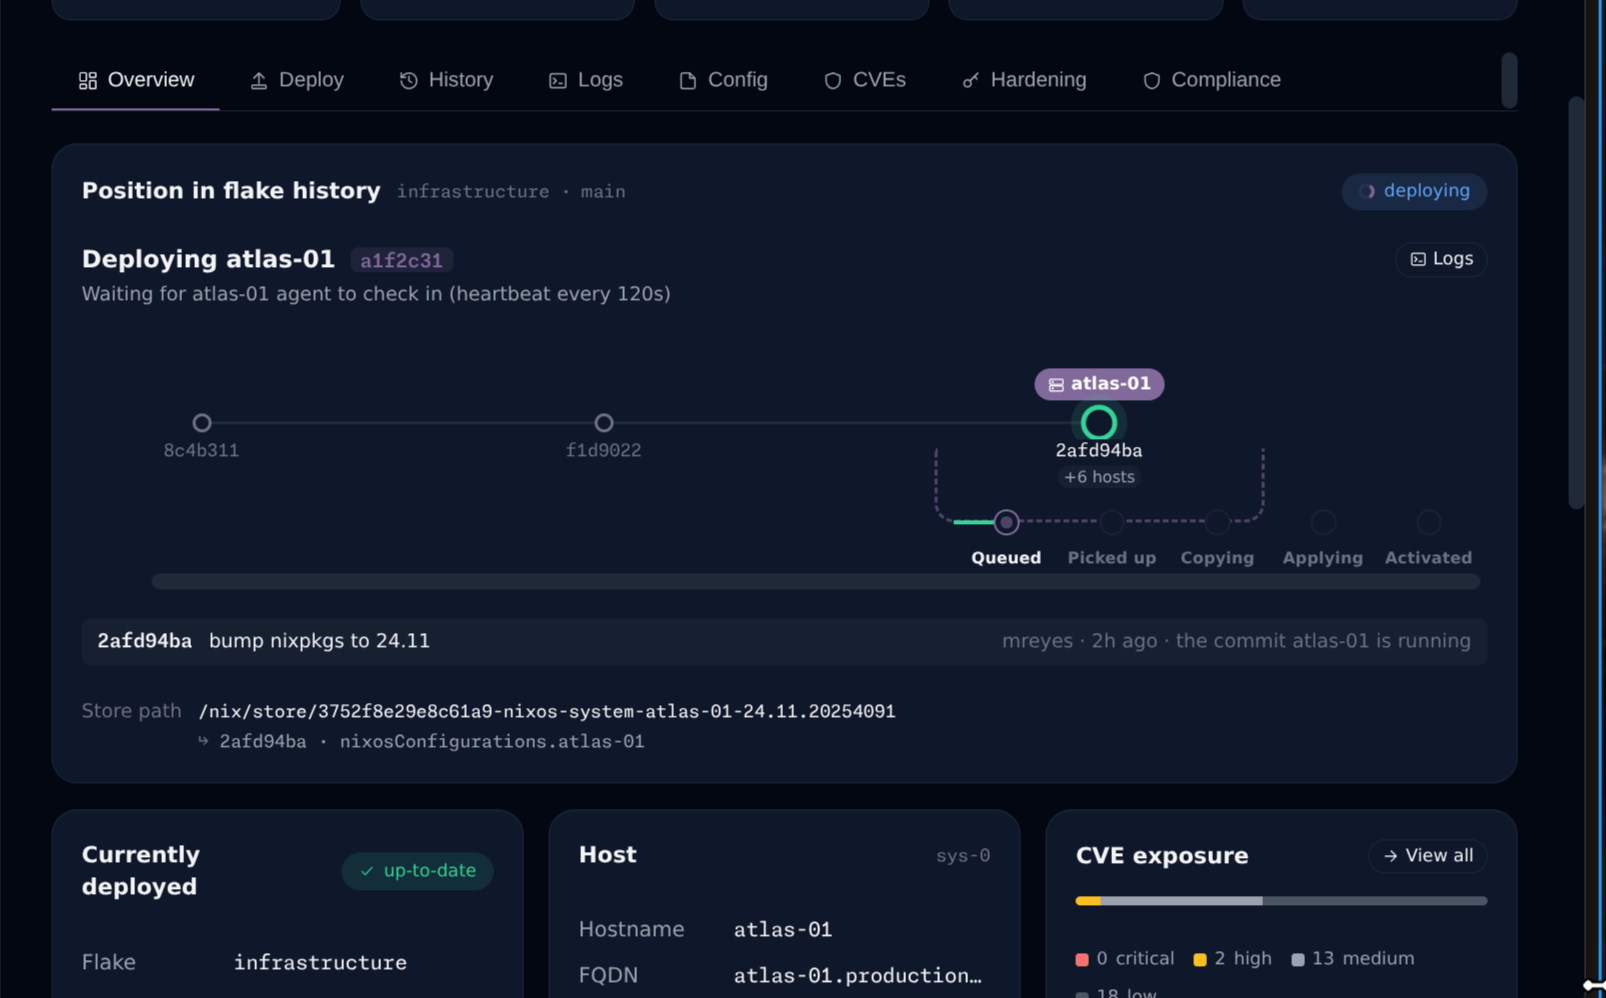 Overview Deploy History Logs Config CVEs Hardening Compliance
Position in flake history infrastructure · main deploying
Deploying atlas-01 a1f2c31 Logs
Waiting for atlas-01 agent to check in (heartbeat every 120s)
atlas-01
8c4b311 f1d9022 2afd94ba
+6 hosts
Queued Picked up Copying Applying Activated
2afd94ba bump nixpkgs to 24.11 mreyes · 2h ago · the commit atlas-01 is running
Store path /nix/store/3752f8e29e8c61a9-nixos-system-atlas-01-24.11.20254091
↳ 2afd94ba · nixosConfigurations.atlas-01
Currently deployed
up-to-date
Flake infrastructure
Host sys-0
Hostname atlas-01
FQDN atlas-01.production…
CVE exposure → View all
0 critical 2 high 13 medium
18 low